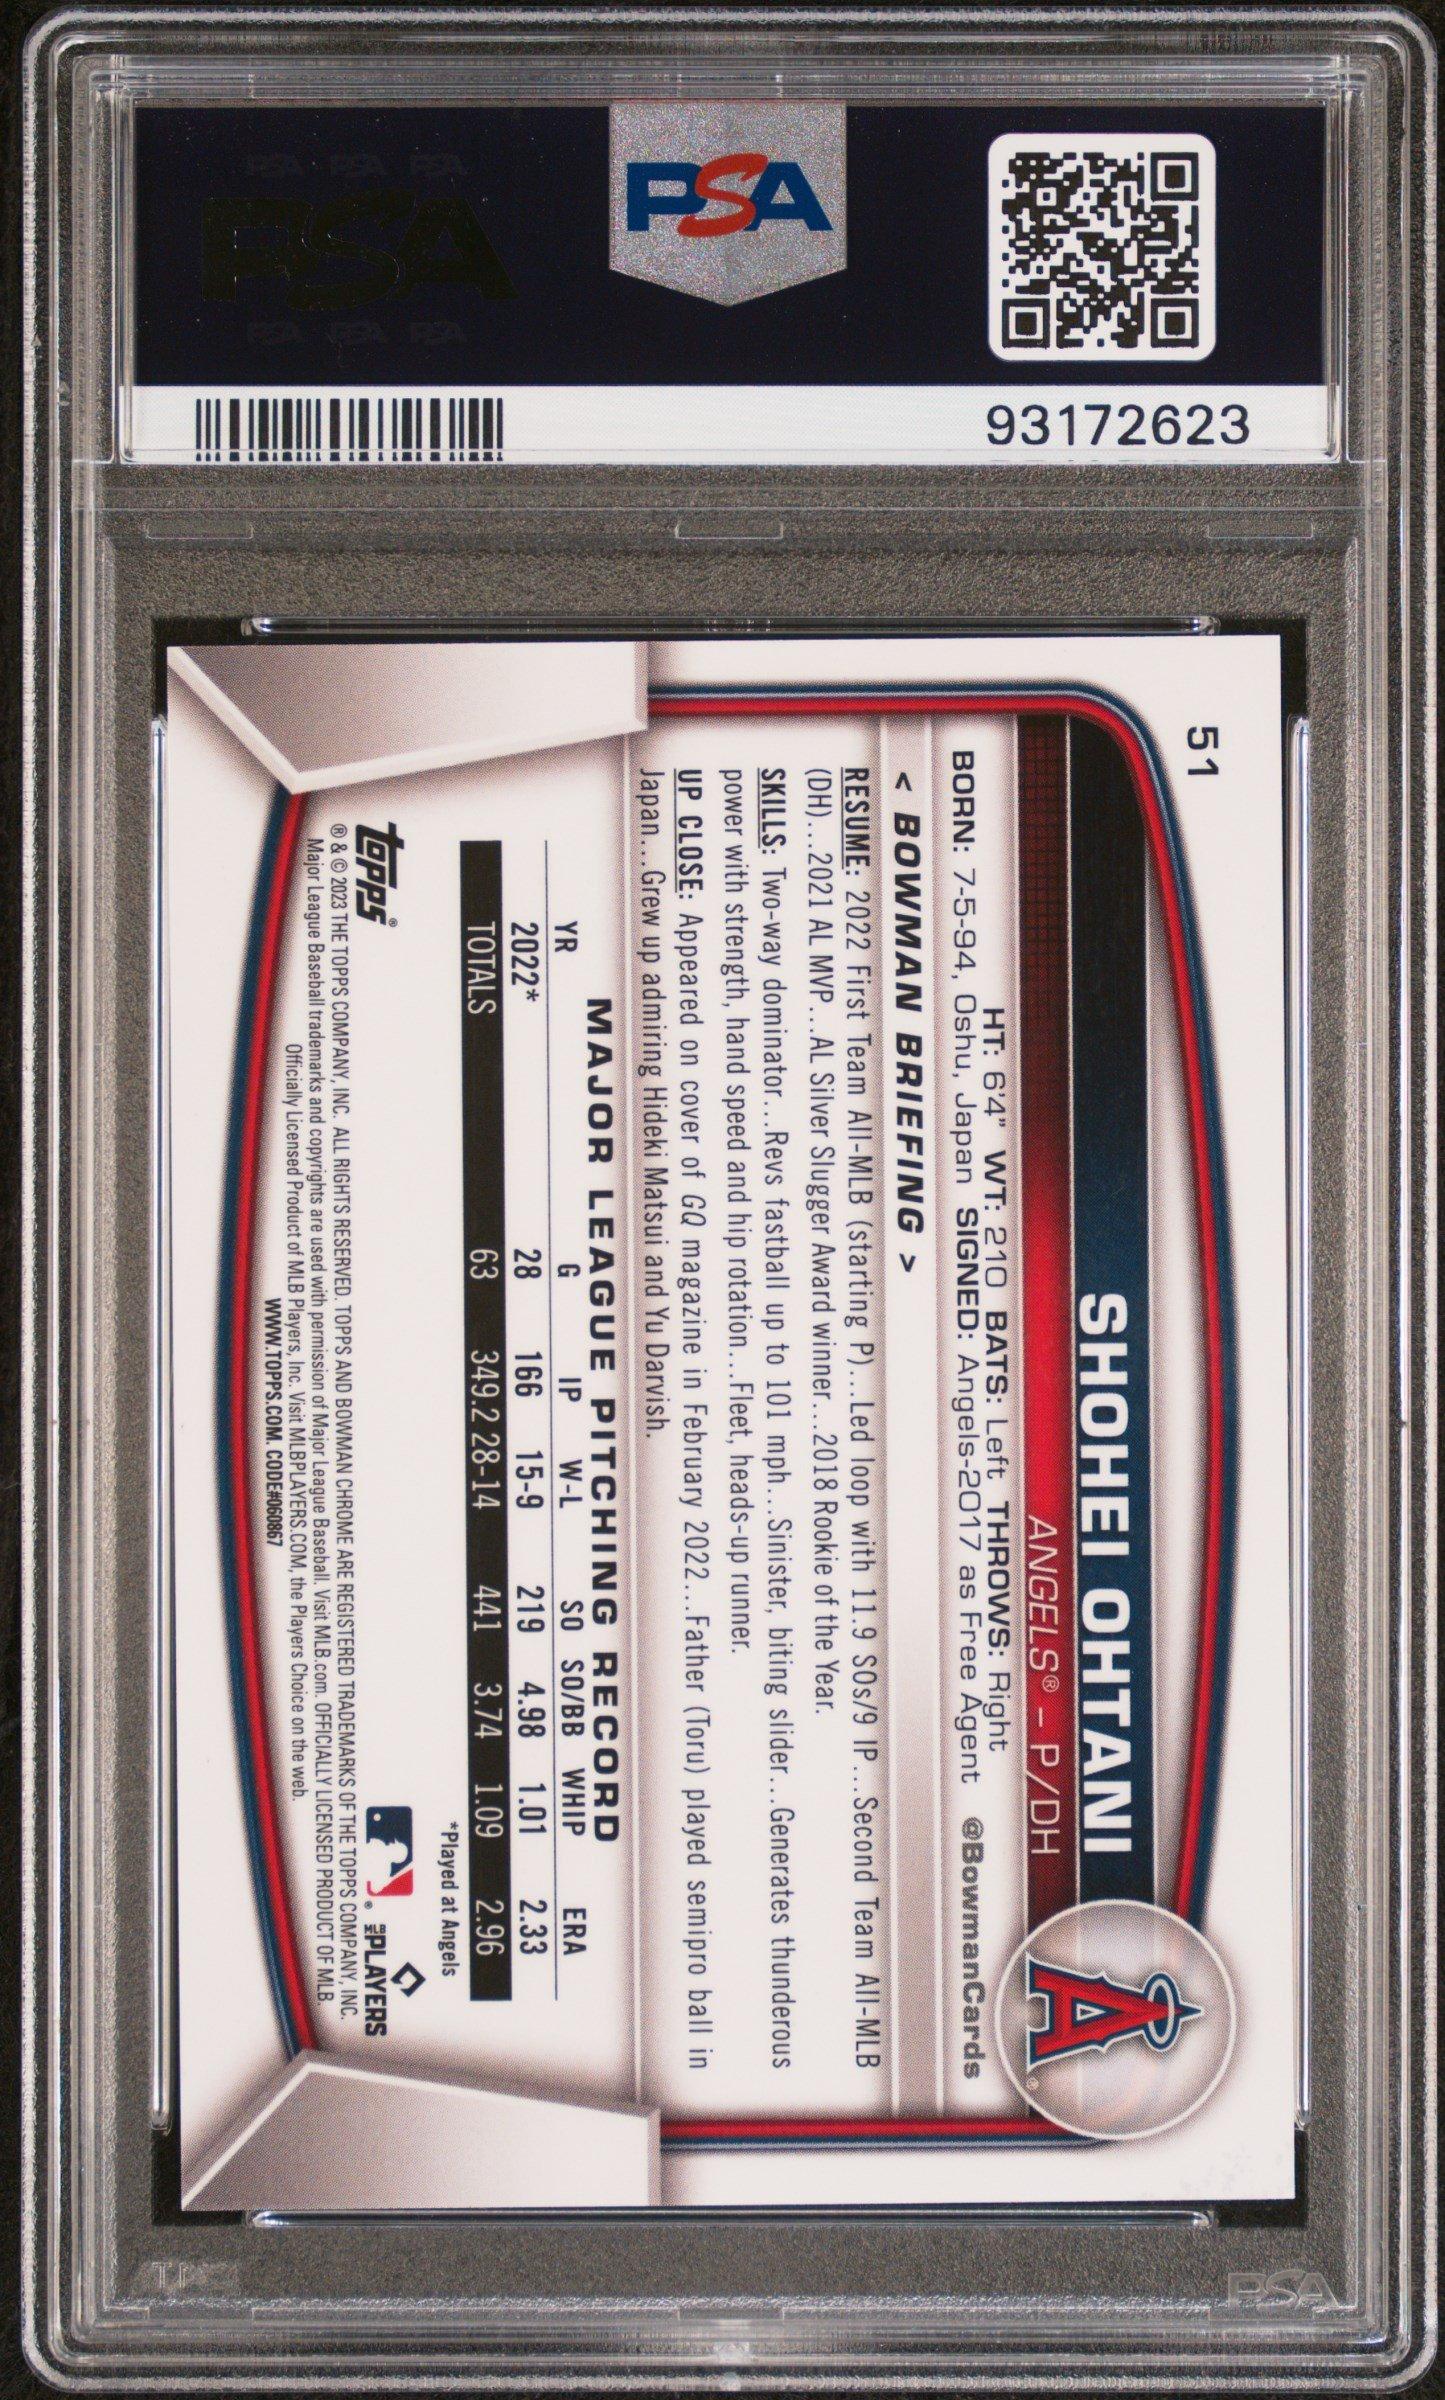 PSA PSA PSA
PSA
PSA PSA PSA
PSA
93172623
51
SHOHEI OHTANI
ANGELS® – P/DH
A®
HT: 6'4" WT: 210 BATS: Left THROWS: Right
BORN: 7-5-94, Oshu, Japan SIGNED: Angels-2017 as Free Agent @BowmanCards
< BOWMAN BRIEFING >
RESUME: 2022 First Team All-MLB (starting P)...Led loop with 11.9 SOs/9 IP...Second Team All-MLB
(DH)...2021 AL MVP...AL Silver Slugger Award winner...2018 Rookie of the Year.
SKILLS: Two-way dominator...Revs fastball up to 101 mph...Sinister, biting slider...Generates thunderous
power with strength, hand speed and hip rotation...Fleet, heads-up runner.
UP CLOSE: Appeared on cover of GQ magazine in February 2022...Father (Toru) played semipro ball in
Japan...Grew up admiring Hideki Matsui and Yu Darvish.
MAJOR LEAGUE PITCHING RECORD
YR G IP W-L SO SO/BB WHIP ERA
2022* 28 166 15-9 219 4.98 1.01 2.33
TOTALS 63 349.2 28-14 441 3.74 1.09 2.96
*Played at Angels
topps®
MLB PLAYERS
® & © 2023 THE TOPPS COMPANY, INC. ALL RIGHTS RESERVED. TOPPS AND BOWMAN CHROME ARE REGISTERED TRADEMARKS OF THE TOPPS COMPANY, INC.
Major League Baseball trademarks and copyrights are used with permission of Major League Baseball. Visit MLB.com. OFFICIALLY LICENSED PRODUCT OF MLB
Officially Licensed Product of MLB Players, Inc. Visit MLBPLAYERS.COM, the Players Choice on the web.
WWW.TOPPS.COM. CODE#060867
PSA